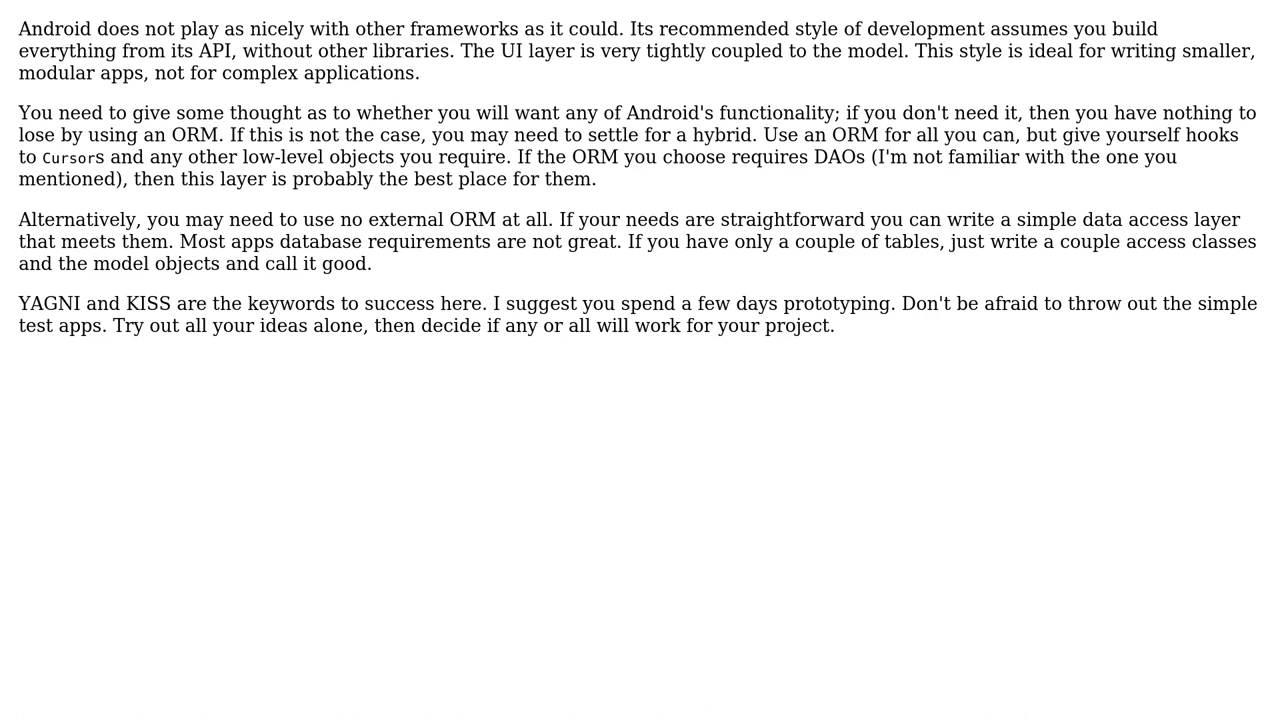 Android does not play as nicely with other frameworks as it could. Its recommended style of development assumes you build
everything from its API, without other libraries. The UI layer is very tightly coupled to the model. This style is ideal for writing smaller,
modular apps, not for complex applications.
You need to give some thought as to whether you will want any of Android's functionality; if you don't need it, then you have nothing to
lose by using an ORM. If this is not the case, you may need to settle for a hybrid. Use an ORM for all you can, but give yourself hooks
to Cursors and any other low-level objects you require. If the ORM you choose requires DAOs (I'm not familiar with the one you
mentioned), then this layer is probably the best place for them.
Alternatively, you may need to use no external ORM at all. If your needs are straightforward you can write a simple data access layer
that meets them. Most apps database requirements are not great. If you have only a couple of tables, just write a couple access classes
and the model objects and call it good.
YAGNI and KISS are the keywords to success here. I suggest you spend a few days prototyping. Don't be afraid to throw out the simple
test apps. Try out all your ideas alone, then decide if any or all will work for your project.